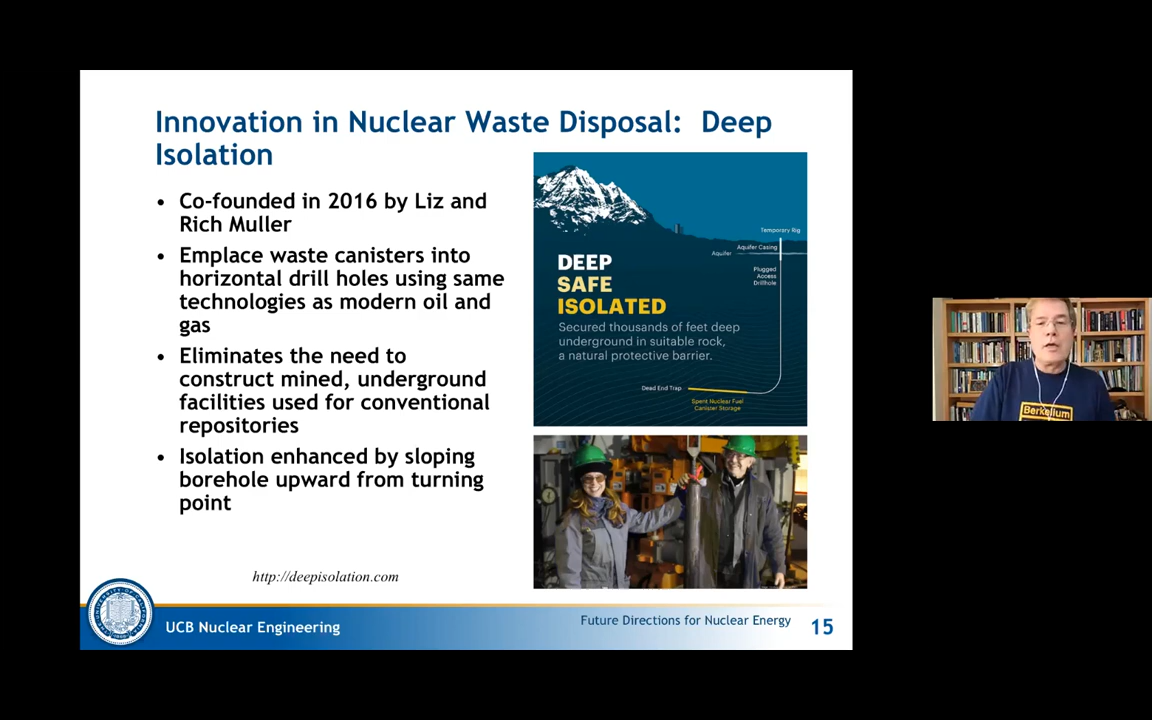 Innovation in Nuclear Waste Disposal:  Deep
Isolation
• Co-founded in 2016 by Liz and
Rich Muller
• Emplace waste canisters into
horizontal drill holes using same
technologies as modern oil and
gas
• Eliminates the need to
construct mined, underground
facilities used for conventional
repositories
• Isolation enhanced by sloping
borehole upward from turning
point
http://deepisolation.com
Temporary Rig
Aquifer Casing
Aquifer
Plugged
Access
Drillhole
DEEP
SAFE
ISOLATED
Secured thousands of feet deep
underground in suitable rock,
a natural protective barrier.
Dead End Trap
Spent Nuclear Fuel
Canister Storage
UCB Nuclear Engineering
Future Directions for Nuclear Energy
15
Berkelium